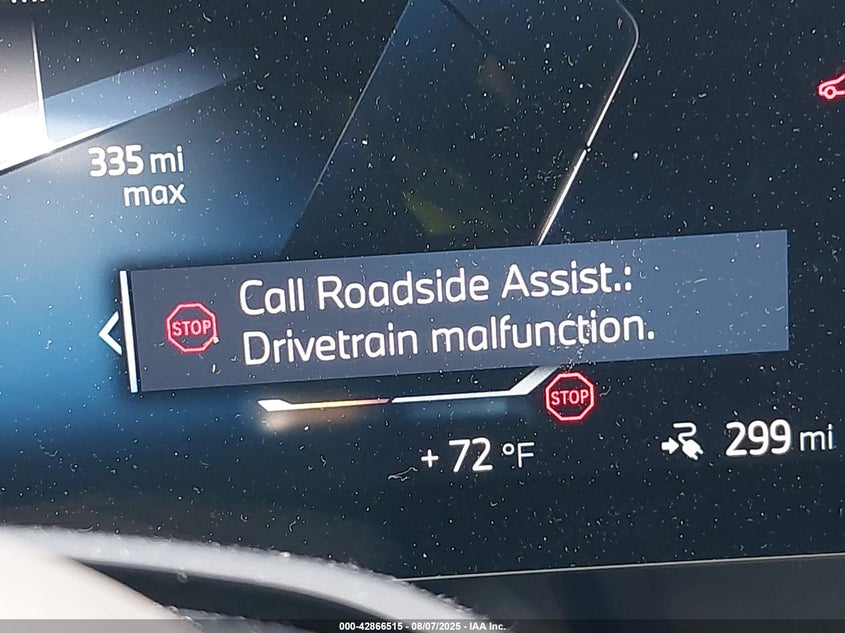 335 mi
max
STOP
Call Roadside Assist.:
Drivetrain malfunction.
STOP
+ 72 °F
299 mi
000-42866515 - 08/07/2025 - IAA Inc.